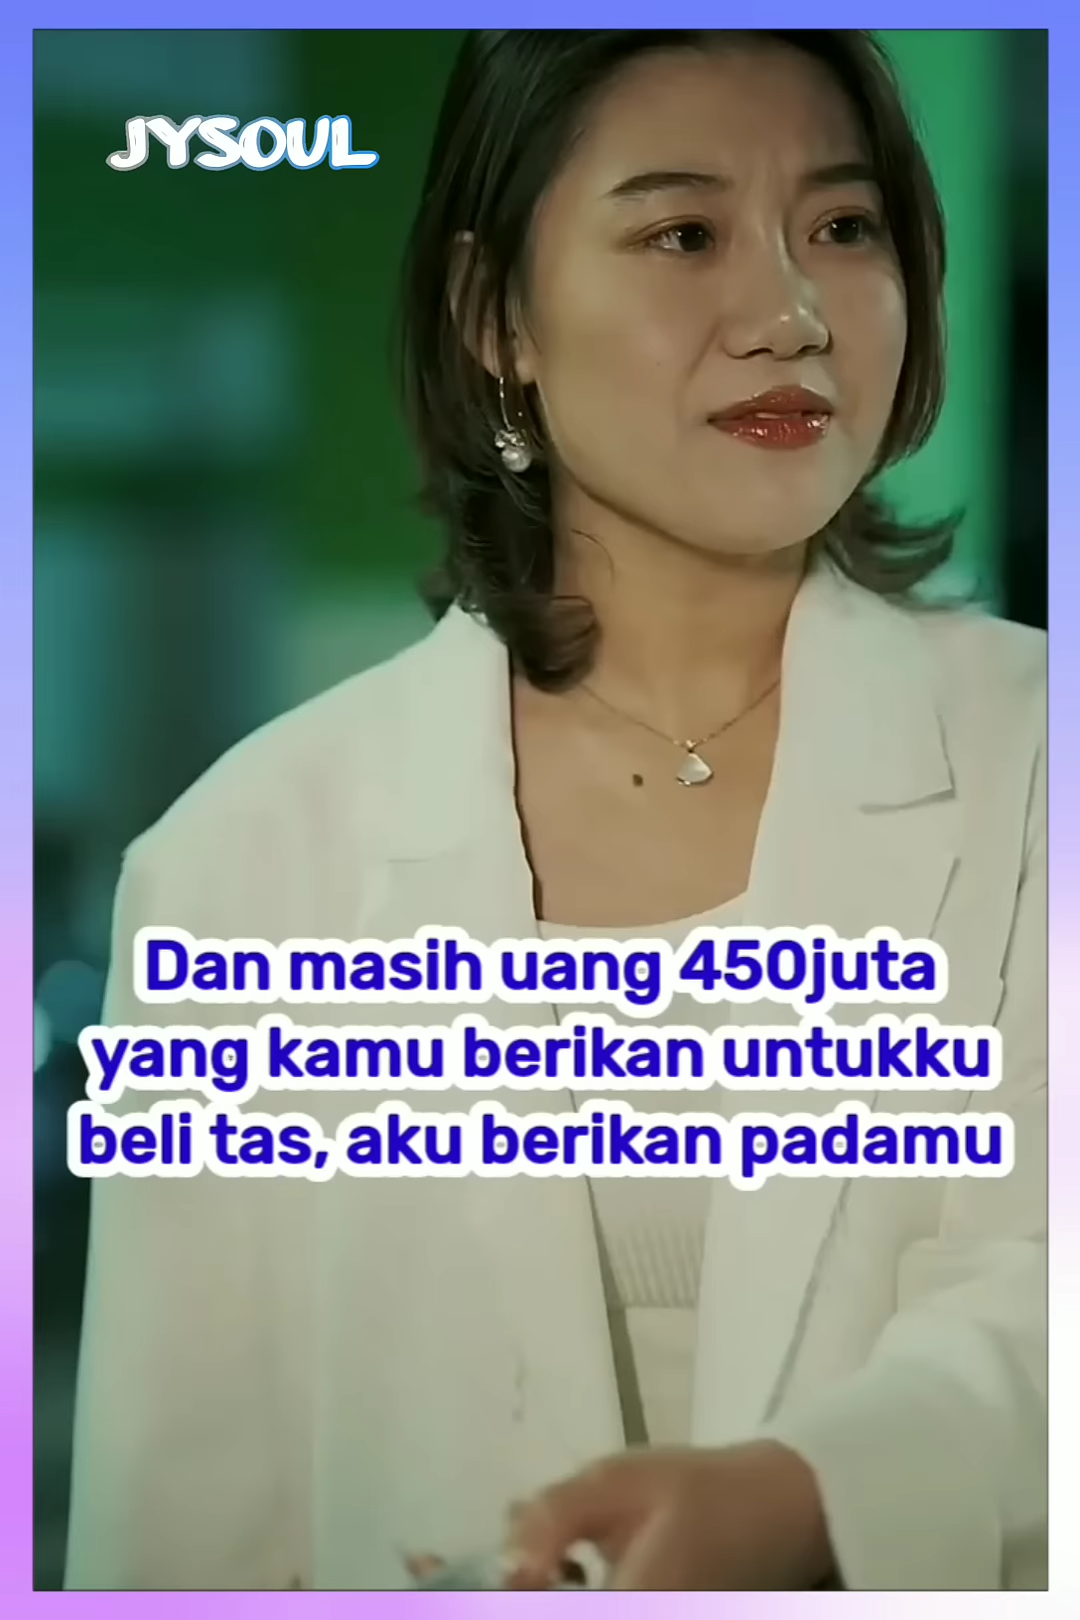 JYSOUL
Dan masih uang 450juta
yang kamu berikan untukku
beli tas, aku berikan padamu